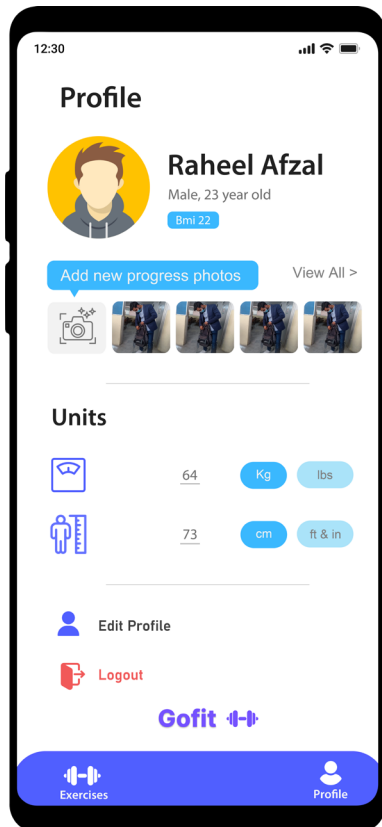 12:30
Profile
Raheel Afzal
Male, 23 year old
Bmi 22
Add new progress photos
View All >
Units
64 Kg lbs
73 cm ft & in
Edit Profile
Logout
Gofit
Exercises Profile